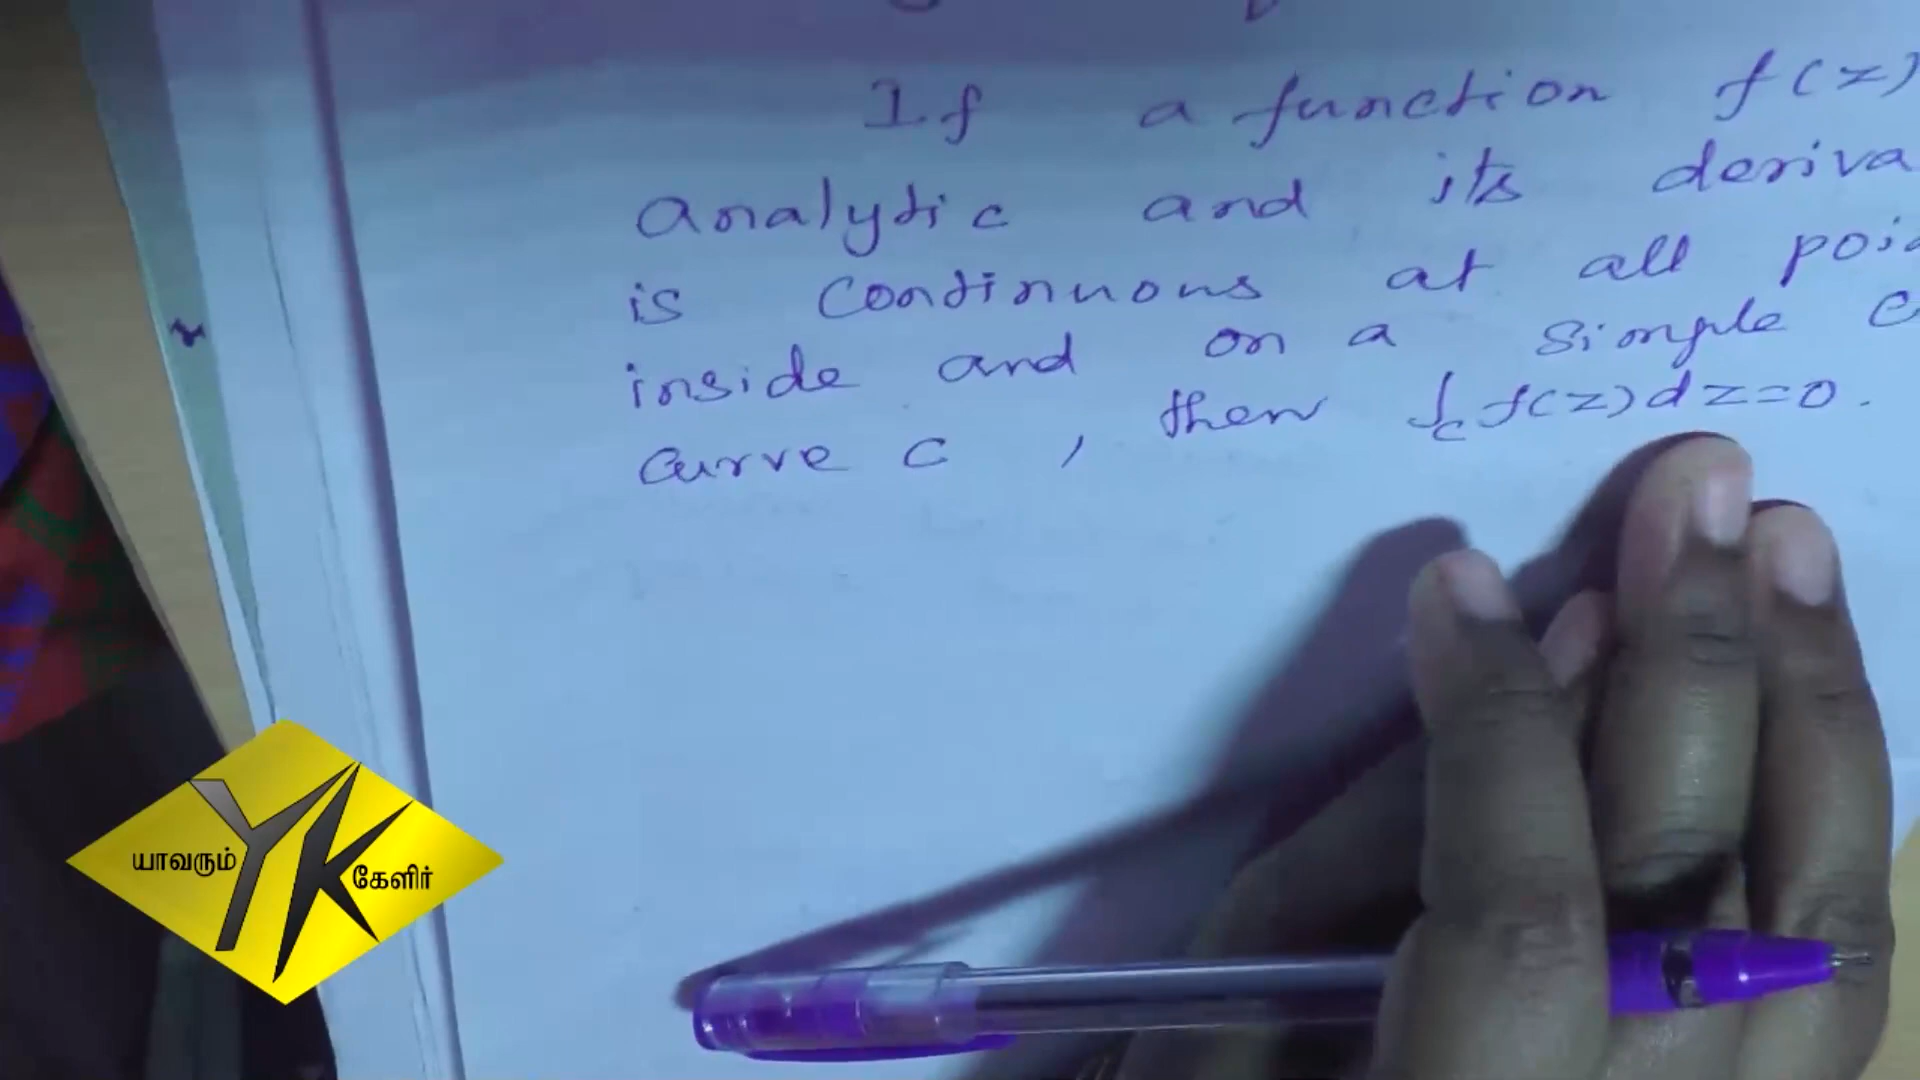 If a function f(z)
analytic and its deriva
is continuous at all poi
inside and on a simple c
curve c , then ∫c f(z)dz=0.
யாவரும் YK கேளிர்